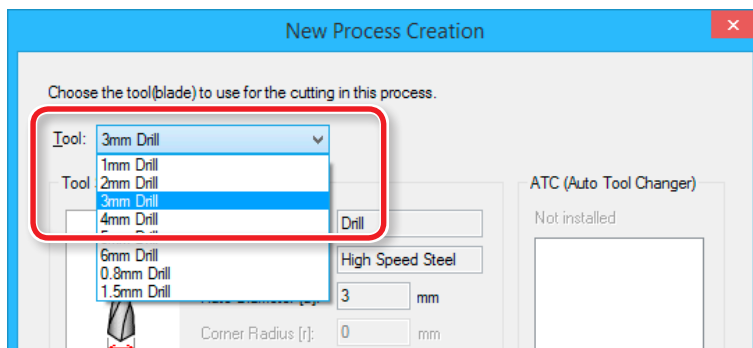 New Process Creation
Choose the tool(blade) to use for the cutting in this process.
Tool: 3mm Drill
1mm Drill
Tool
2mm Drill
ATC (Auto Tool Changer)
3mm Drill
4mm Drill
Drill
Not installed
6mm Drill
High Speed Steel
0.8mm Drill
1.5mm Drill
3 mm
Corner Radius [r]: 0 mm